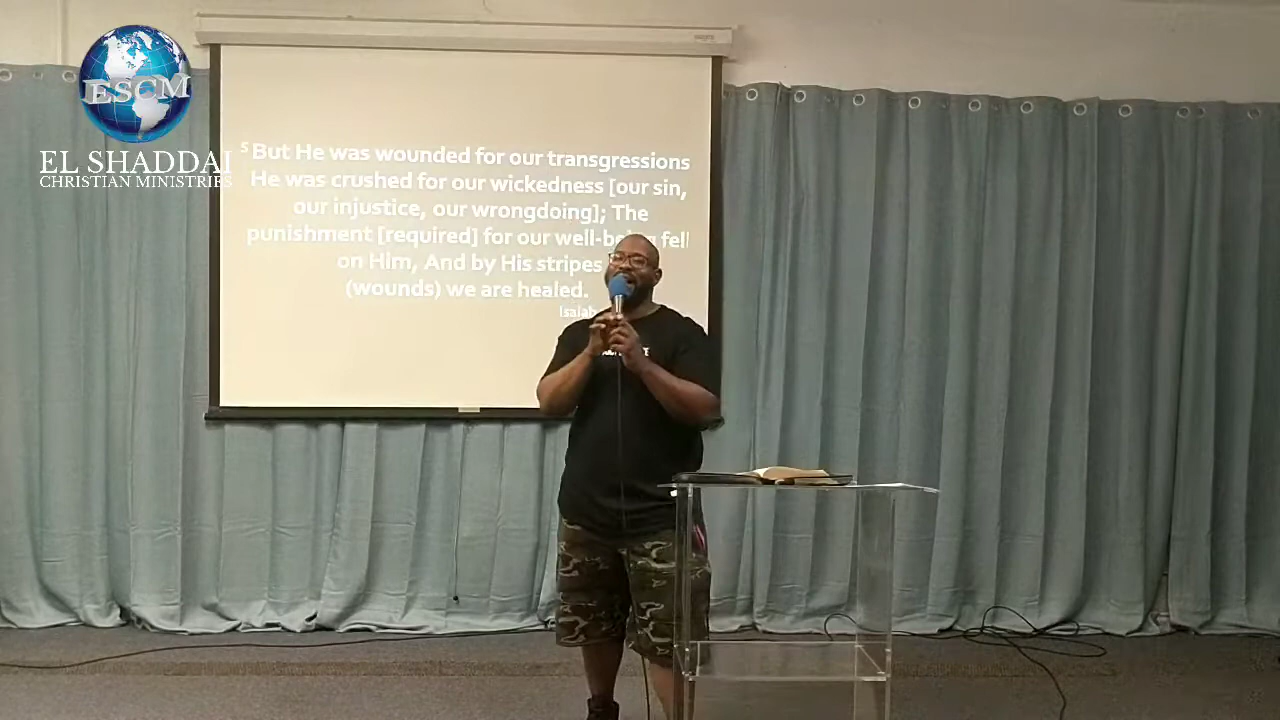 ESCM
EL SHADDAI
CHRISTIAN MINISTRIES
5 But He was wounded for our transgressions
He was crushed for our wickedness [our sin,
our injustice, our wrongdoing]; The
punishment [required] for our well-being fell
on Him, And by His stripes
(wounds) we are healed.
Isaiah